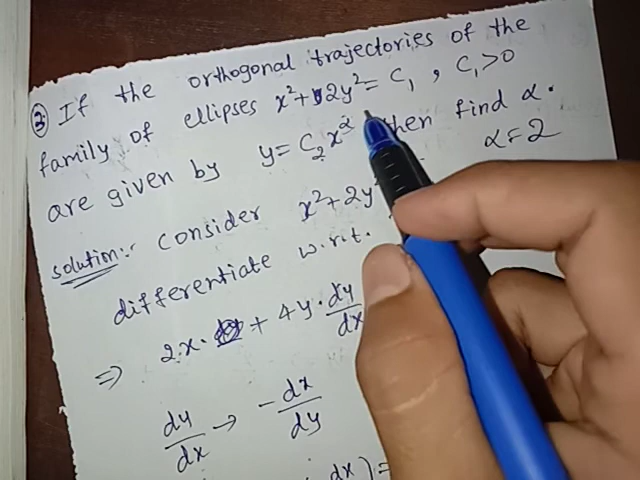 ③ If the orthogonal trajectories of the
family of ellipses x²+2y²= C₁, C₁>0
are given by y= C₂x^α then find α.
α=2
solution:- Consider x²+2y
differentiate w.r.t.
⇒ 2x. + 4y. dy/dx
dy/dx → - dx/dy
dx)=